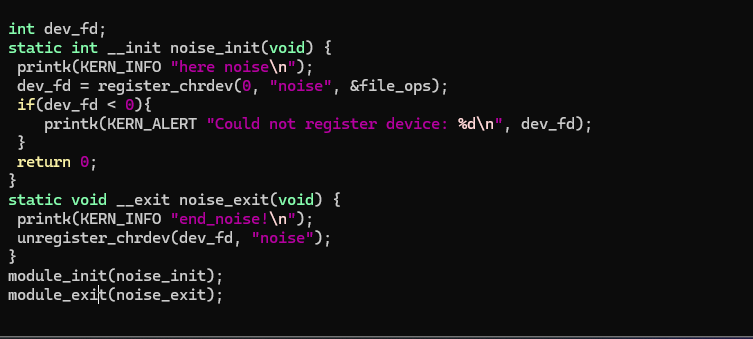 int dev_fd;
static int __init noise_init(void) {
 printk(KERN_INFO "here noise\n");
 dev_fd = register_chrdev(0, "noise", &file_ops);
 if(dev_fd < 0){
    printk(KERN_ALERT "Could not register device: %d\n", dev_fd);
 }
 return 0;
}
static void __exit noise_exit(void) {
 printk(KERN_INFO "end_noise!\n");
 unregister_chrdev(dev_fd, "noise");
}
module_init(noise_init);
module_exit(noise_exit);